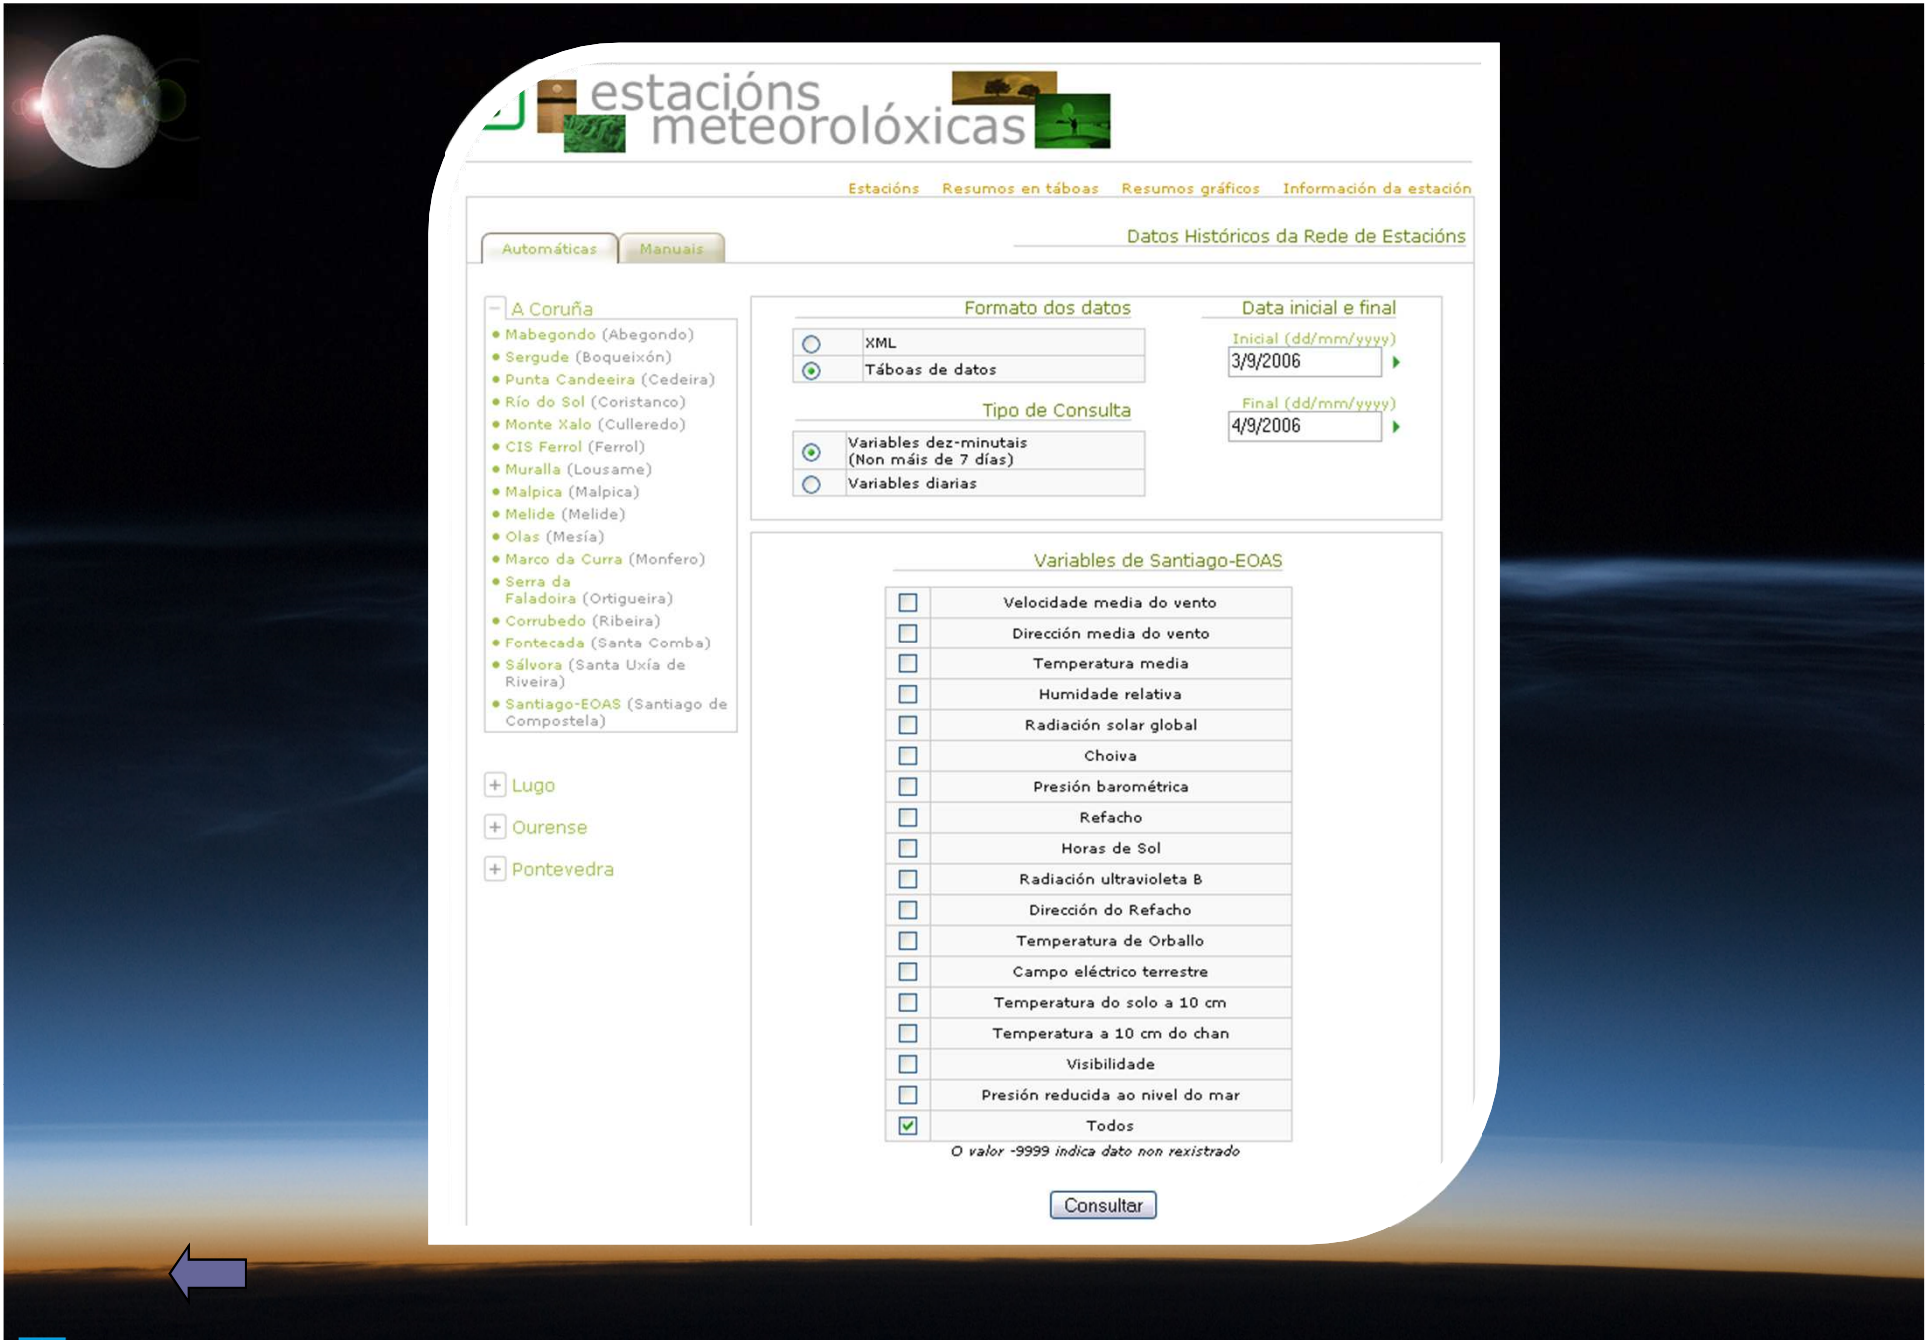 estacións
meteorolóxicas
Estacións Resumos en táboas Resumos gráficos Información da estación
Automáticas Manuais
Datos Históricos da Rede de Estacións
A Coruña
Mabegondo (Abegondo)
Sergude (Boqueixón)
Punta Candeeira (Cedeira)
Río do Sol (Coristanco)
Monte Xalo (Culleredo)
CIS Ferrol (Ferrol)
Muralla (Lousame)
Malpica (Malpica)
Melide (Melide)
Olas (Mesía)
Marco da Curra (Monfero)
Serra da
Faladoira (Ortigueira)
Corrubedo (Ribeira)
Fontecada (Santa Comba)
Sálvora (Santa Uxía de
Riveira)
Santiago-EOAS (Santiago de
Compostela)
Lugo
Ourense
Pontevedra
Formato dos datos
XML
Táboas de datos
Tipo de Consulta
Variables dez-minutais
(Non máis de 7 días)
Variables diarias
Data inicial e final
Inicial (dd/mm/yyyy)
3/9/2006
Final (dd/mm/yyyy)
4/9/2006
Variables de Santiago-EOAS
Velocidade media do vento
Dirección media do vento
Temperatura media
Humidade relativa
Radiación solar global
Choiva
Presión barométrica
Refacho
Horas de Sol
Radiación ultravioleta B
Dirección do Refacho
Temperatura de Orballo
Campo eléctrico terrestre
Temperatura do solo a 10 cm
Temperatura a 10 cm do chan
Visibilidade
Presión reducida ao nivel do mar
Todos
O valor -9999 indica dato non rexistrado
Consultar